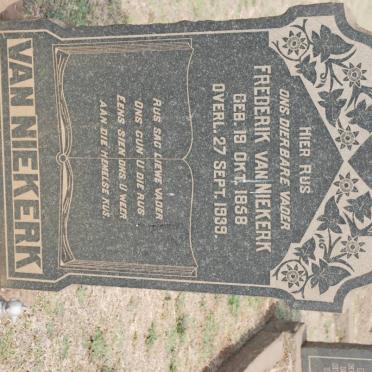 HIER RUS
ONS DIERBARE VADER
FREDERIK VAN NIEKERK
GEB. 19 OKT. 1858
OVERL. 27 SEPT. 1939.
RUS SAG LIEWE VADER
ONS GUN U DIE RUS
EENS SIEN ONS U WEER
AAN DIE HEMELSE KUS.
VAN NIEKERK